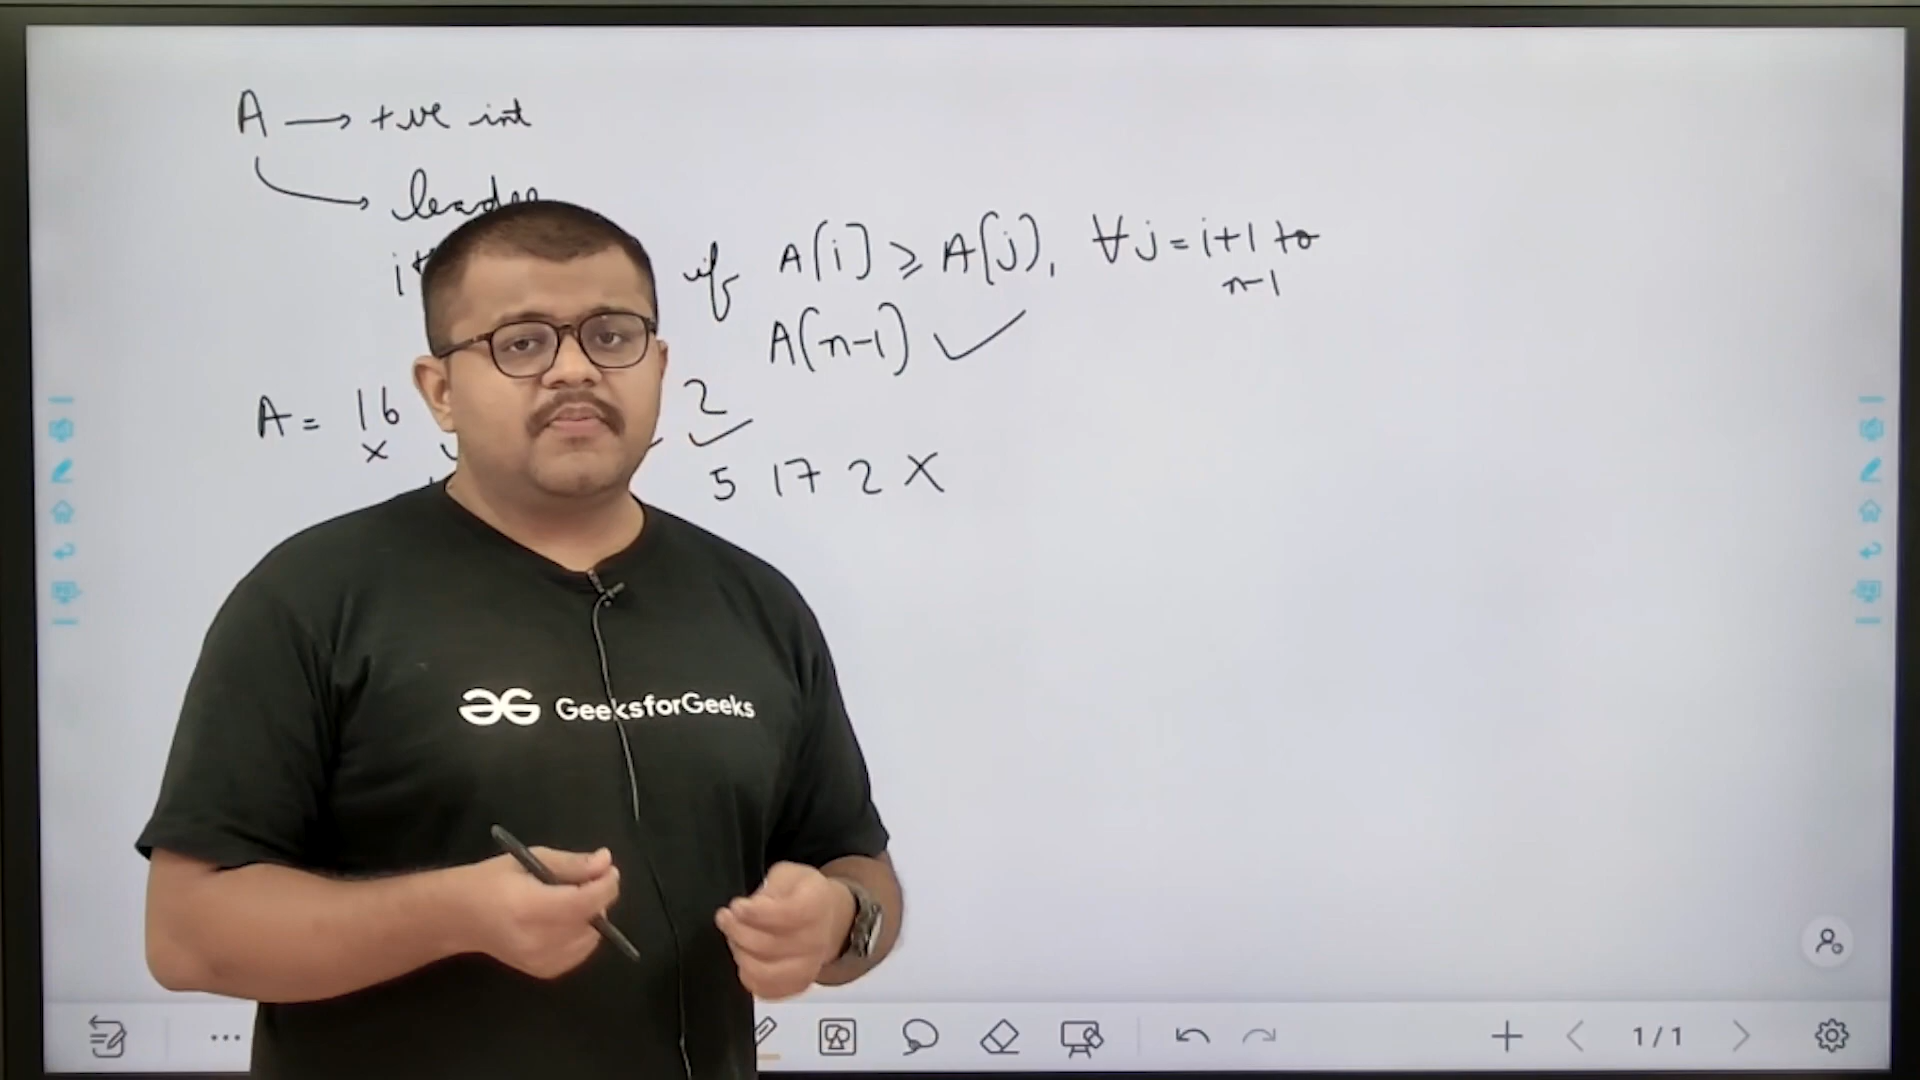 A → +ve int
↳ leader
if A[i] ≥ A[j], ∀ j = i+1 to
n-1
A(n-1) ✓
A = 16 2
x ✓
5 17 2 X
GeeksforGeeks
1/1